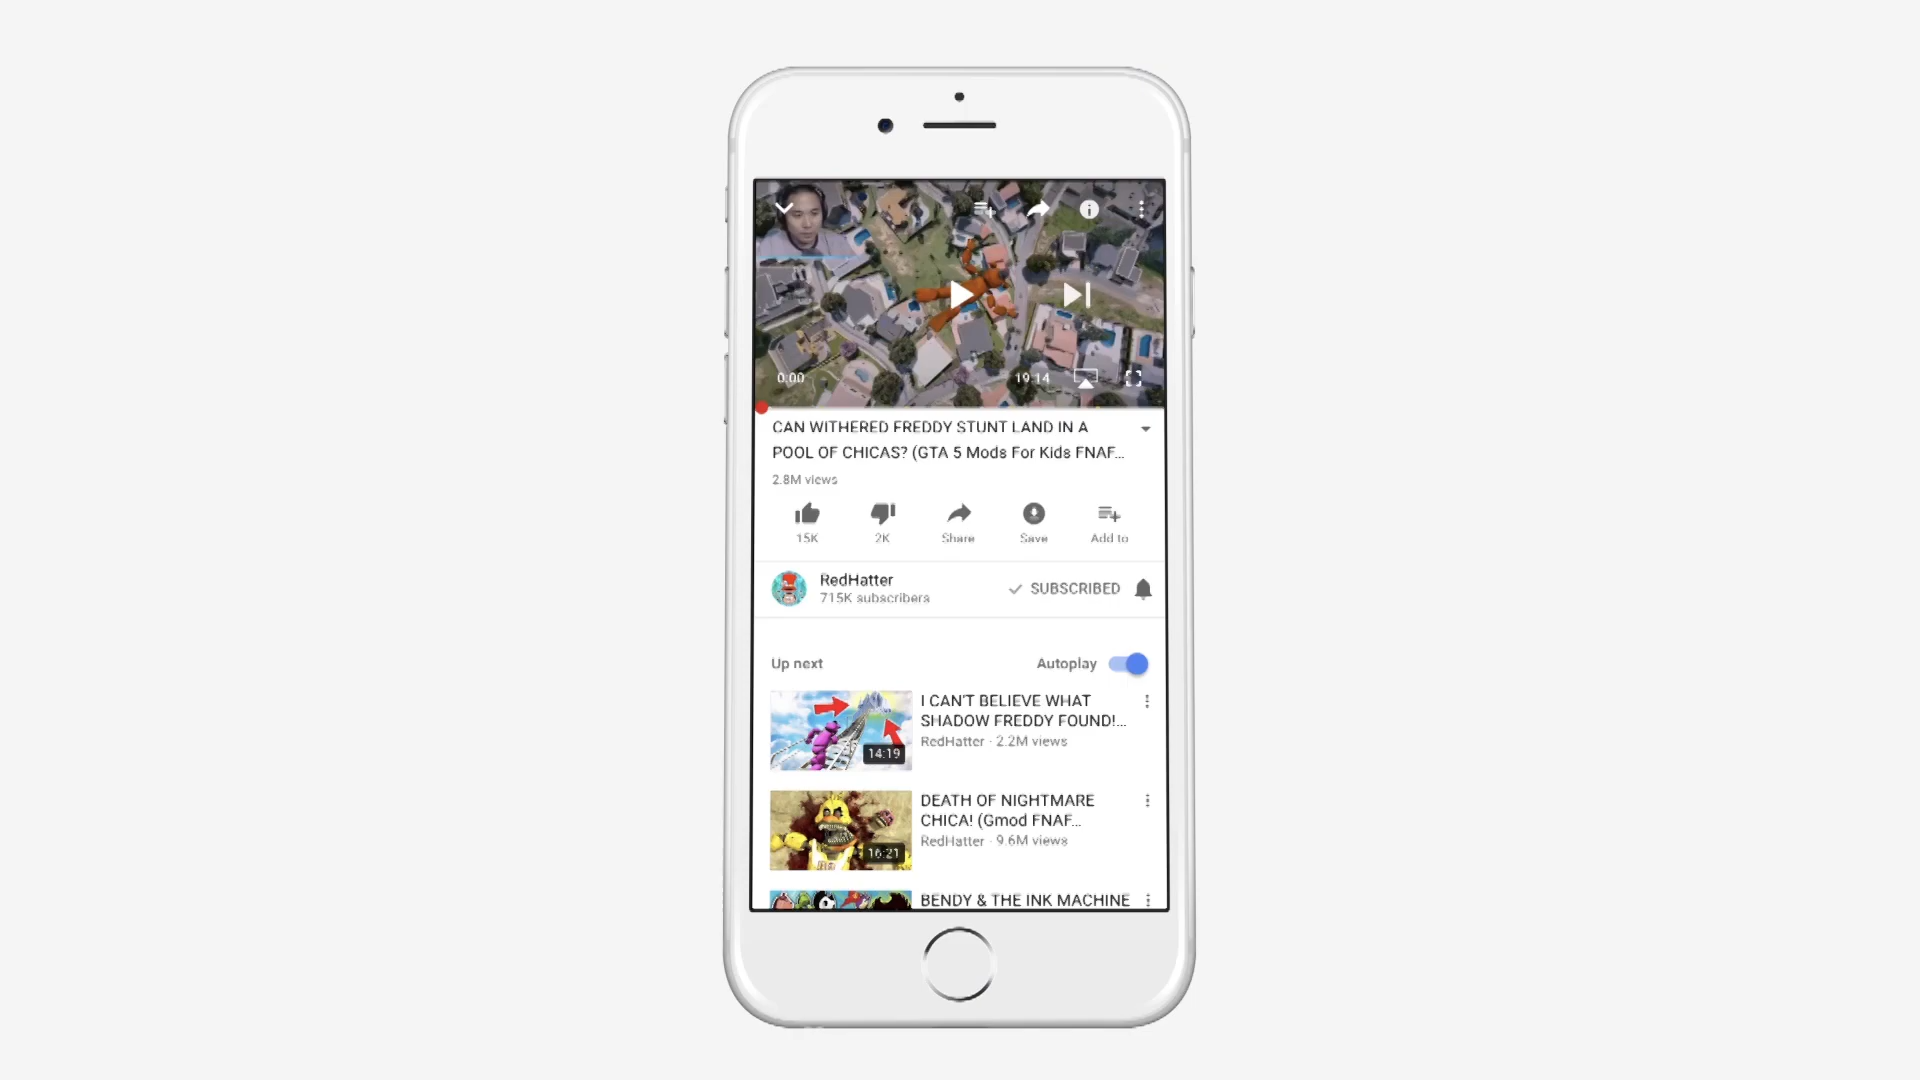 0:00
19:14
CAN WITHERED FREDDY STUNT LAND IN A
POOL OF CHICAS? (GTA 5 Mods For Kids FNAF...
2.8M views
15K
2K
Share
Save
Add to
RedHatter
715K subscribers
SUBSCRIBED
Up next
Autoplay
I CAN'T BELIEVE WHAT
SHADOW FREDDY FOUND!...
RedHatter · 2.2M views
14:19
DEATH OF NIGHTMARE
CHICA! (Gmod FNAF...
RedHatter · 9.6M views
16:21
BENDY & THE INK MACHINE